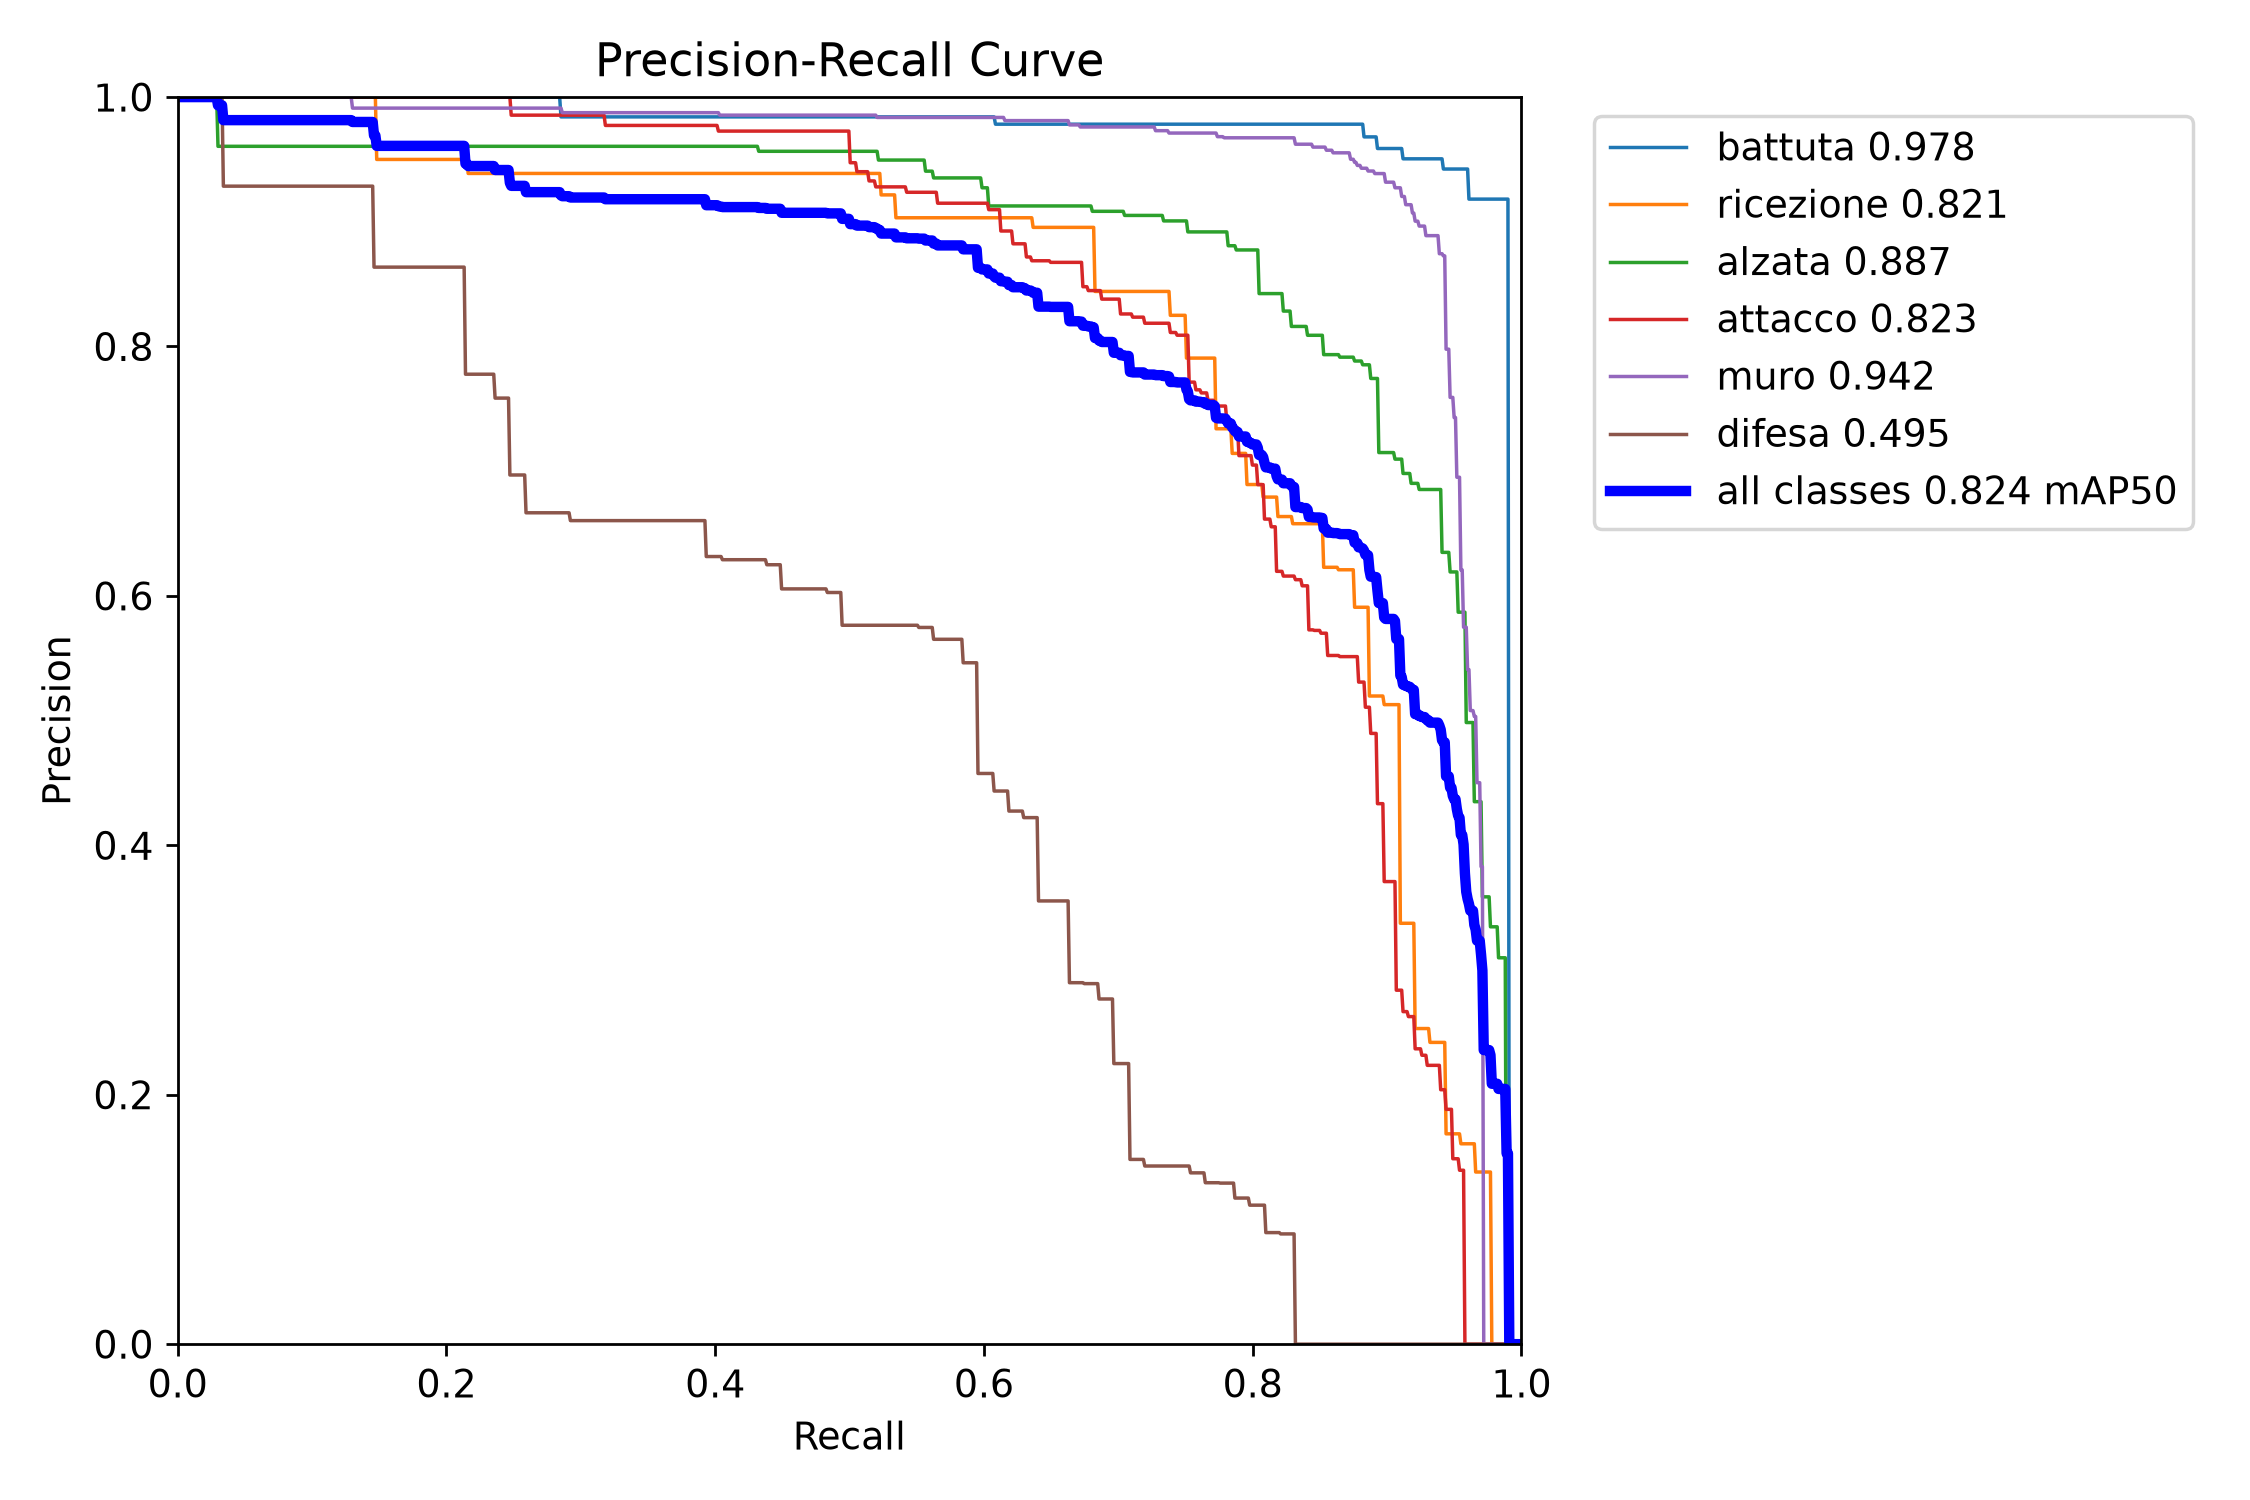 Precision-Recall Curve
1.0
0.8
0.6
0.4
0.2
0.0
Precision
0.0 0.2 0.4 0.6 0.8 1.0
Recall
battuta 0.978
ricezione 0.821
alzata 0.887
attacco 0.823
muro 0.942
difesa 0.495
all classes 0.824 mAP50